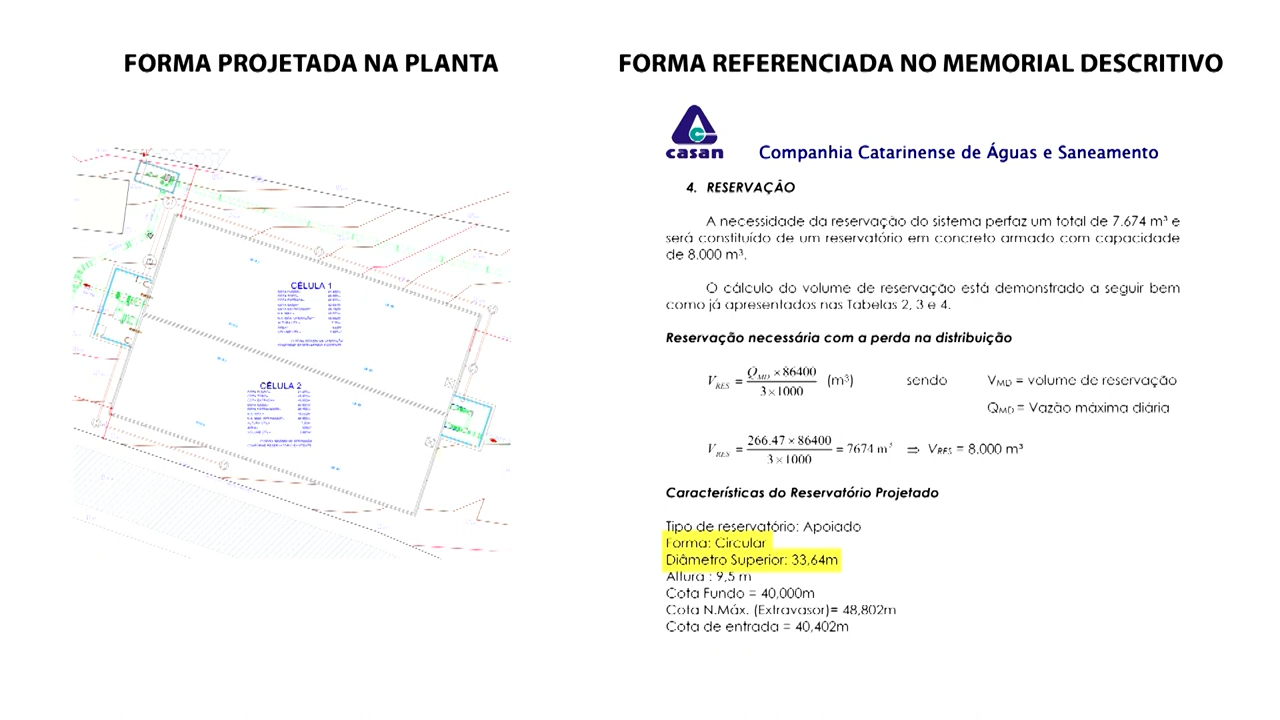 FORMA PROJETADA NA PLANTA
CÉLULA 1
CÉLULA 2
FORMA REFERENCIADA NO MEMORIAL DESCRITIVO
casan
Companhia Catarinense de Águas e Saneamento
4. RESERVAÇÃO
A necessidade da reservação do sistema perfaz um total de 7.674 m³ e
será constituído de um reservatório em concreto armado com capacidade
de 8.000 m³.
O cálculo do volume de reservação está demonstrado a seguir bem
como já apresentados nas Tabelas 2, 3 e 4.
Reservação necessária com a perda na distribuição
V_RES = (Q_MD × 86400) / (3×1000) (m³) sendo V_MD = volume de reservação
Q_MD = Vazão máxima diária
V_RES = (266.47 × 86400) / (3×1000) = 7674 m³ ⇒ V_RES = 8.000 m³
Características do Reservatório Projetado
Tipo de reservatório: Apoiado
Forma: Circular
Diâmetro Superior: 33,64m
Altura : 9,5 m
Cota Fundo = 40,000m
Cota N.Máx. (Extravasor)= 48,802m
Cota de entrada = 40,402m